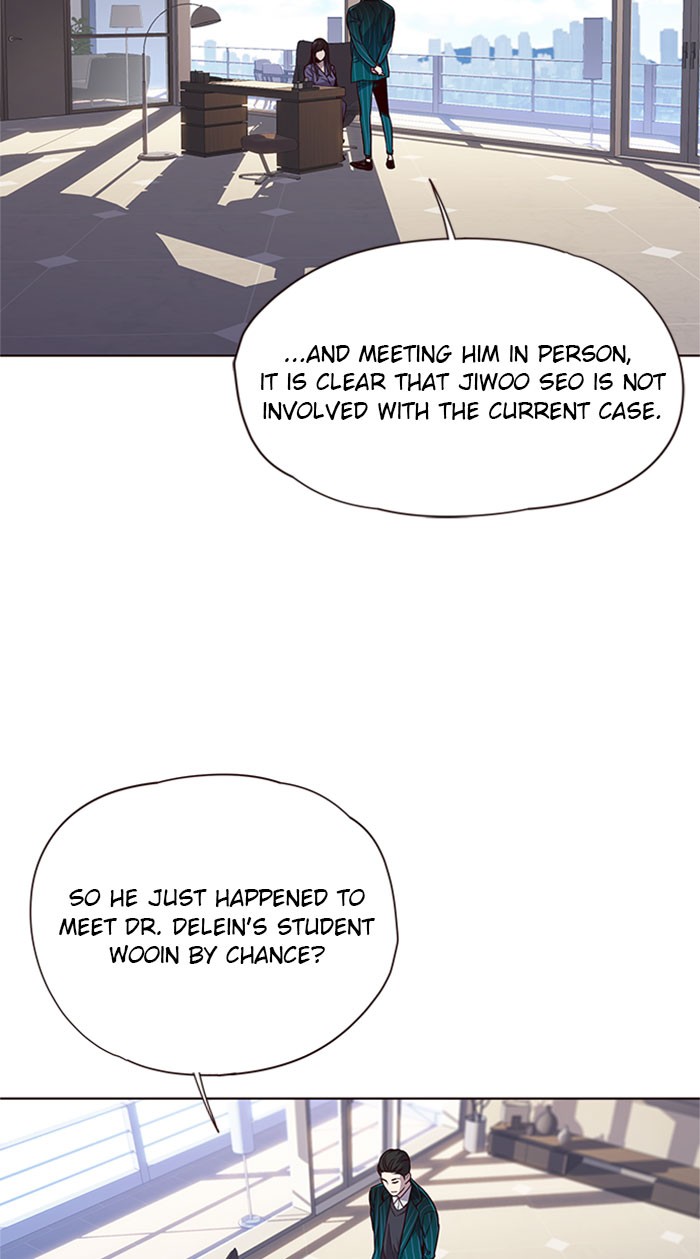 ...AND MEETING HIM IN PERSON,
IT IS CLEAR THAT JIWOO SEO IS NOT
INVOLVED WITH THE CURRENT CASE.
SO HE JUST HAPPENED TO
MEET DR. DELEIN'S STUDENT
WOOIN BY CHANCE?